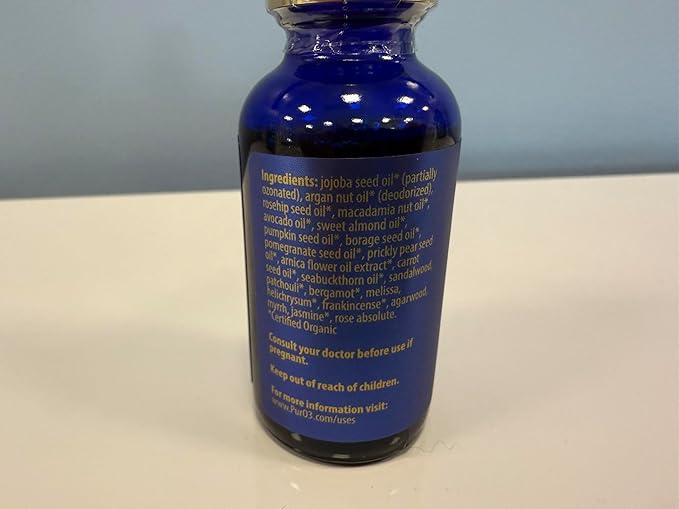 Ingredients: jojoba seed oil* (partially
ozonated), argan nut oil* (deodorized),
rosehip seed oil*, macadamia nut oil*,
avocado oil*, sweet almond oil*,
pumpkin seed oil*, borage seed oil*,
pomegranate seed oil*, prickly pear seed
oil*, arnica flower oil extract*, carrot
seed oil*, seabuckthorn oil*, sandalwood,
patchouli*, bergamot*, melissa,
helichrysum*, frankincense*, agarwood,
myrrh, jasmine*, rose absolute.
*Certified Organic
Consult your doctor before use if
pregnant.
Keep out of reach of children.
For more information visit:
www.PurO3.com/uses